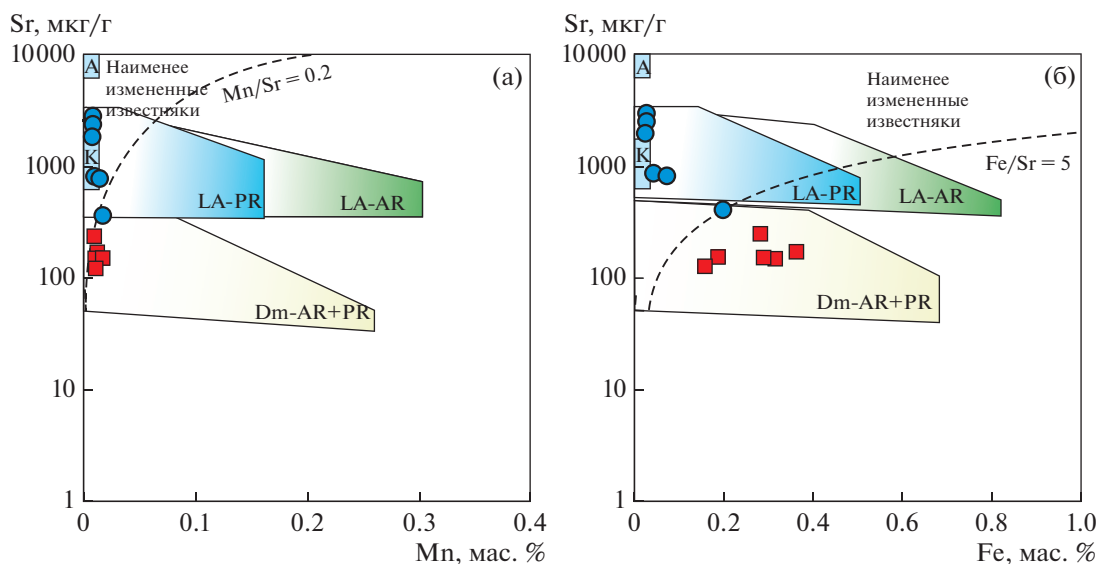 Sr, мкг/г
10000
1000
100
10
1
А
К
Наименее
измененные
известняки
Mn/Sr = 0.2
(а)
LA-PR
LA-AR
Dm-AR+PR
0
0.1
0.2
0.3
0.4
Mn, мас. %
Sr, мкг/г
10000
1000
100
10
1
А
К
Наименее
измененные
известняки
(б)
Fe/Sr = 5
LA-PR
LA-AR
Dm-AR+PR
0
0.2
0.4
0.6
0.8
1.0
Fe, мас. %